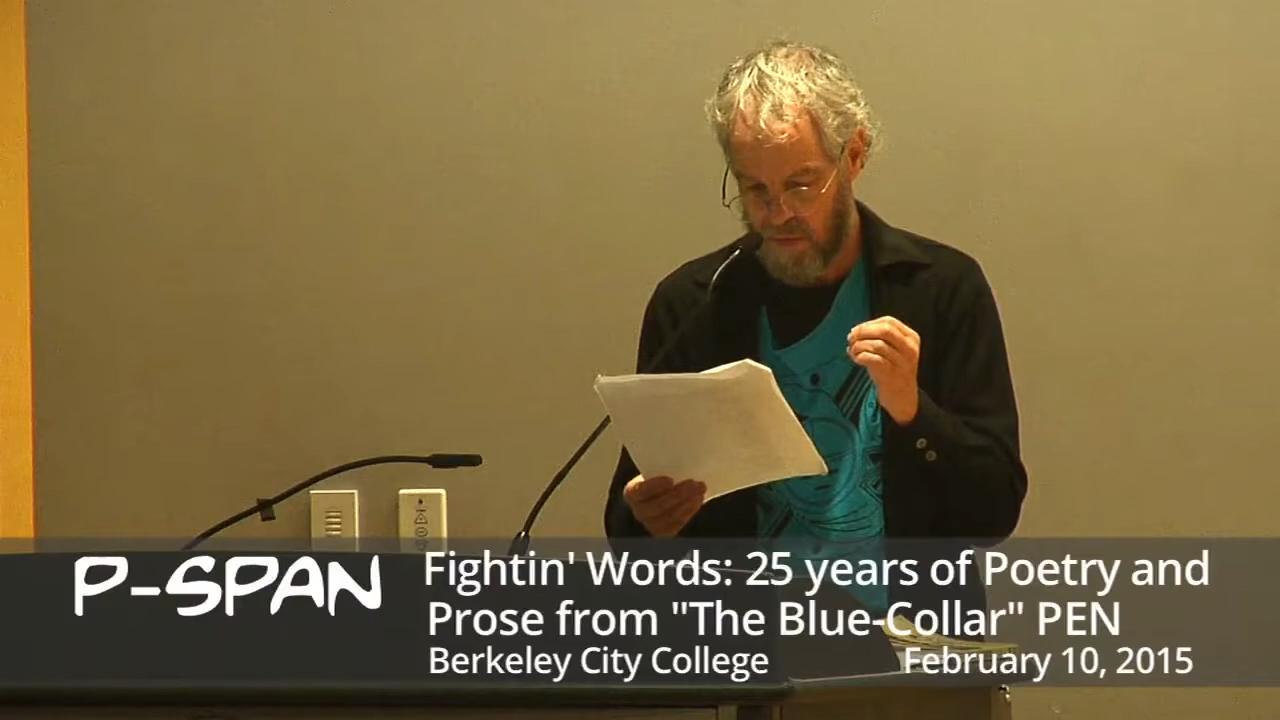 P-SPAN
Fightin' Words: 25 years of Poetry and
Prose from "The Blue-Collar" PEN
Berkeley City College
February 10, 2015